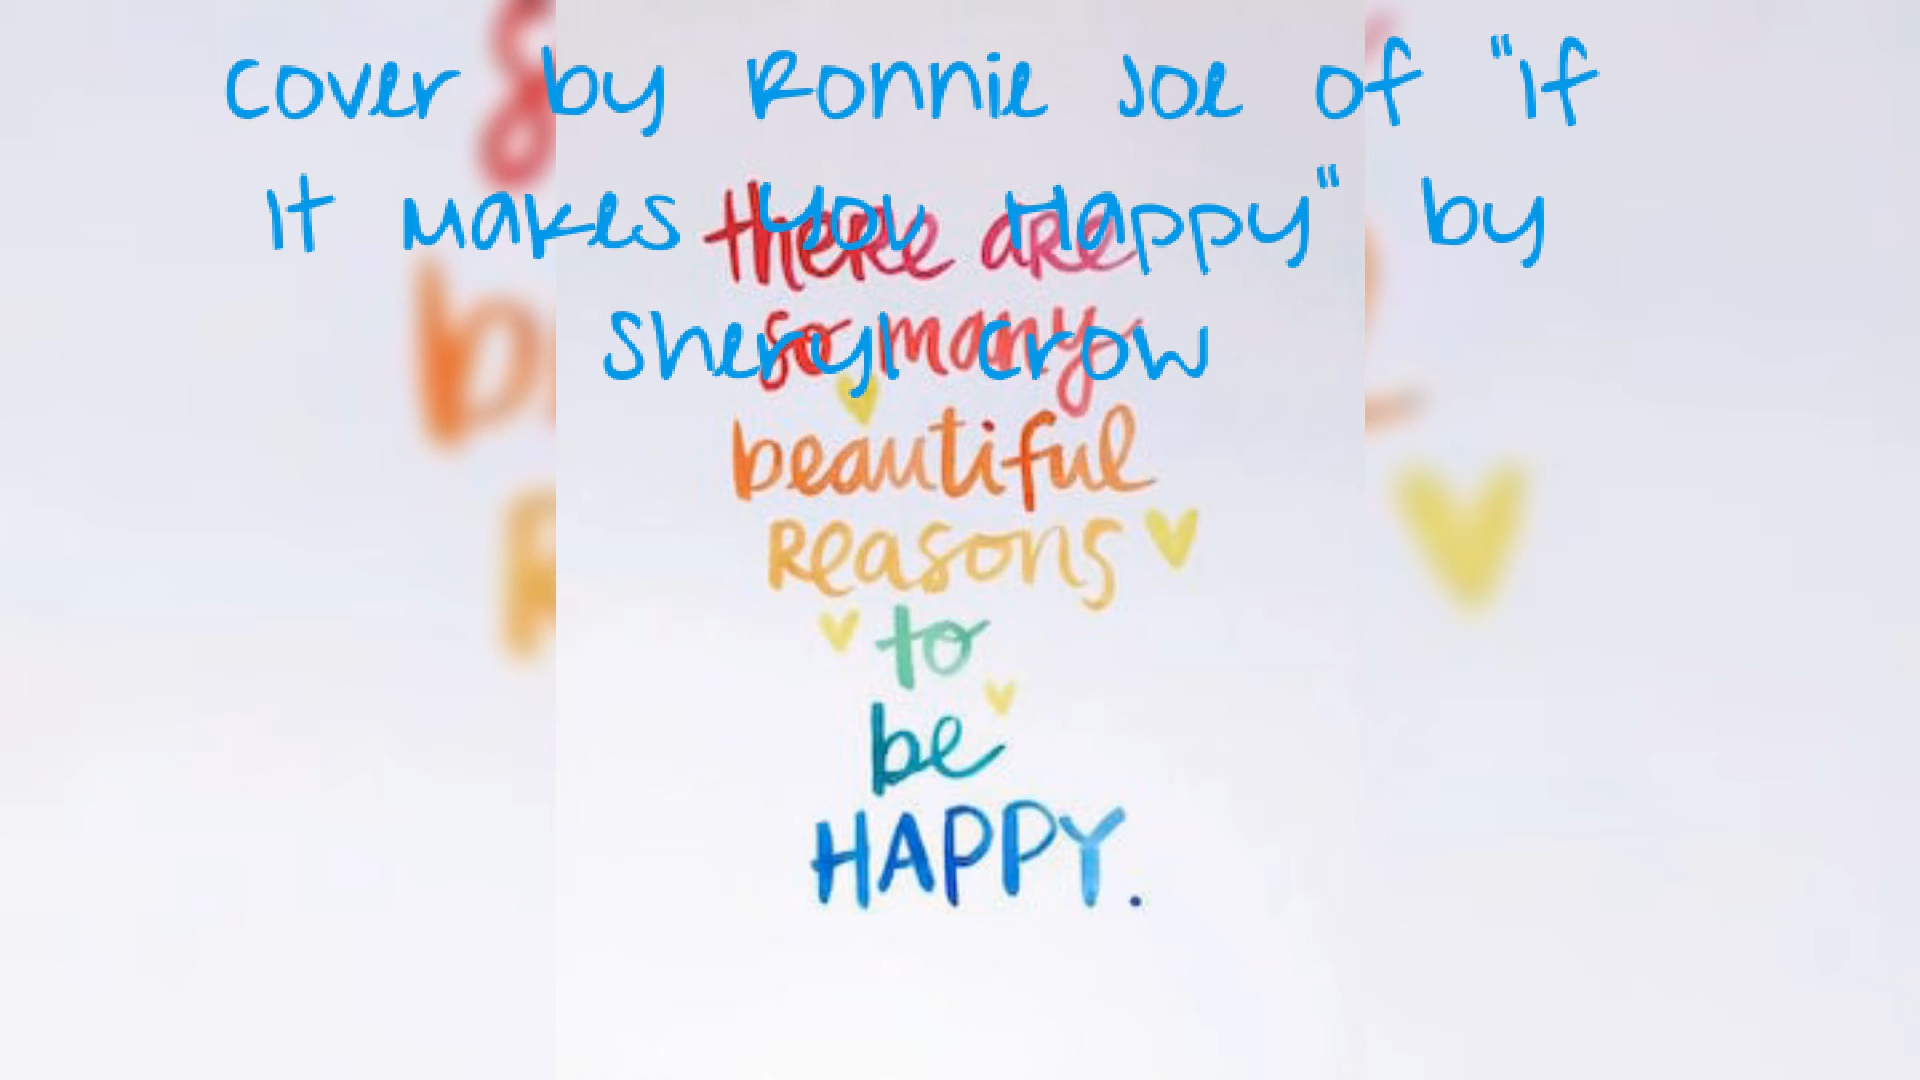 Cover by Ronnie Joe of "If
It Makes You Happy" by
Sheryl Crow
there are
so many
beautiful
Reasons
to
be
HAPPY.